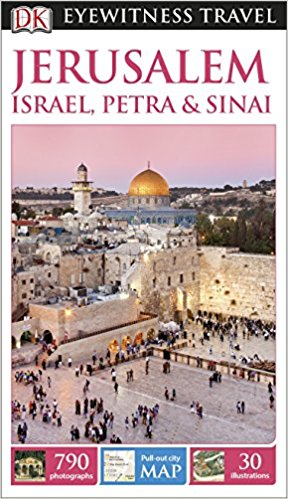 DK EYEWITNESS TRAVEL
JERUSALEM
ISRAEL, PETRA & SINAI
790
photographs
Pull-out city
MAP
30
illustrations